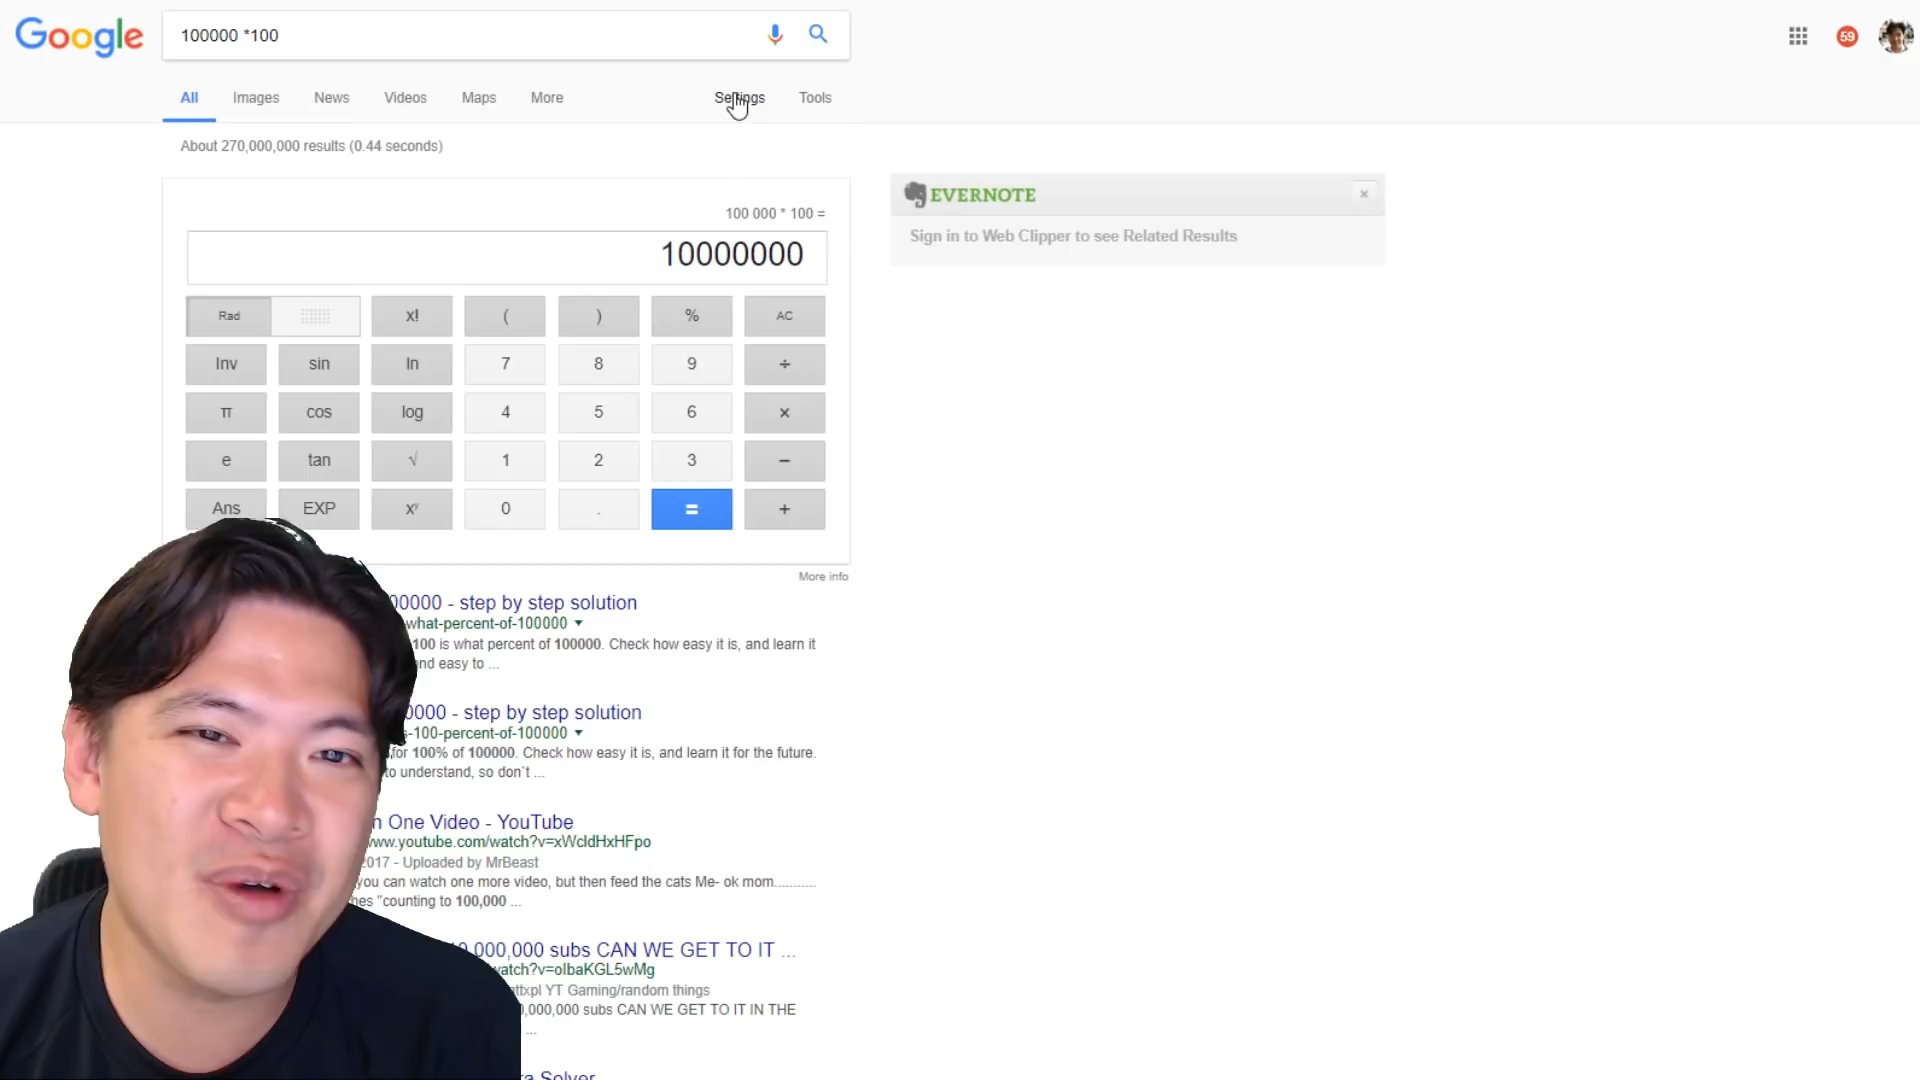 Google
100000 *100
59
All Images News Videos Maps More Settings Tools
About 270,000,000 results (0.44 seconds)
100 000 * 100 =
10000000
Rad x! ( ) % AC
Inv sin ln 7 8 9 ÷
π cos log 4 5 6 ×
e tan √ 1 2 3 −
Ans EXP xʸ 0 . = +
More info
EVERNOTE ×
Sign in to Web Clipper to see Related Results
0000 - step by step solution
what-percent-of-100000
100 is what percent of 100000. Check how easy it is, and learn it
nd easy to ...
0000 - step by step solution
-100-percent-of-100000
for 100% of 100000. Check how easy it is, and learn it for the future.
to understand, so don`t ...
n One Video - YouTube
www.youtube.com/watch?v=xWcldHxHFpo
2017 - Uploaded by MrBeast
you can watch one more video, but then feed the cats Me- ok mom..........
"counting to 100,000 ...
,000,000 subs CAN WE GET TO IT ...
watch?v=olbaKGL5wMg
YT Gaming/random things
,000,000 subs CAN WE GET TO IT IN THE
...
Solver